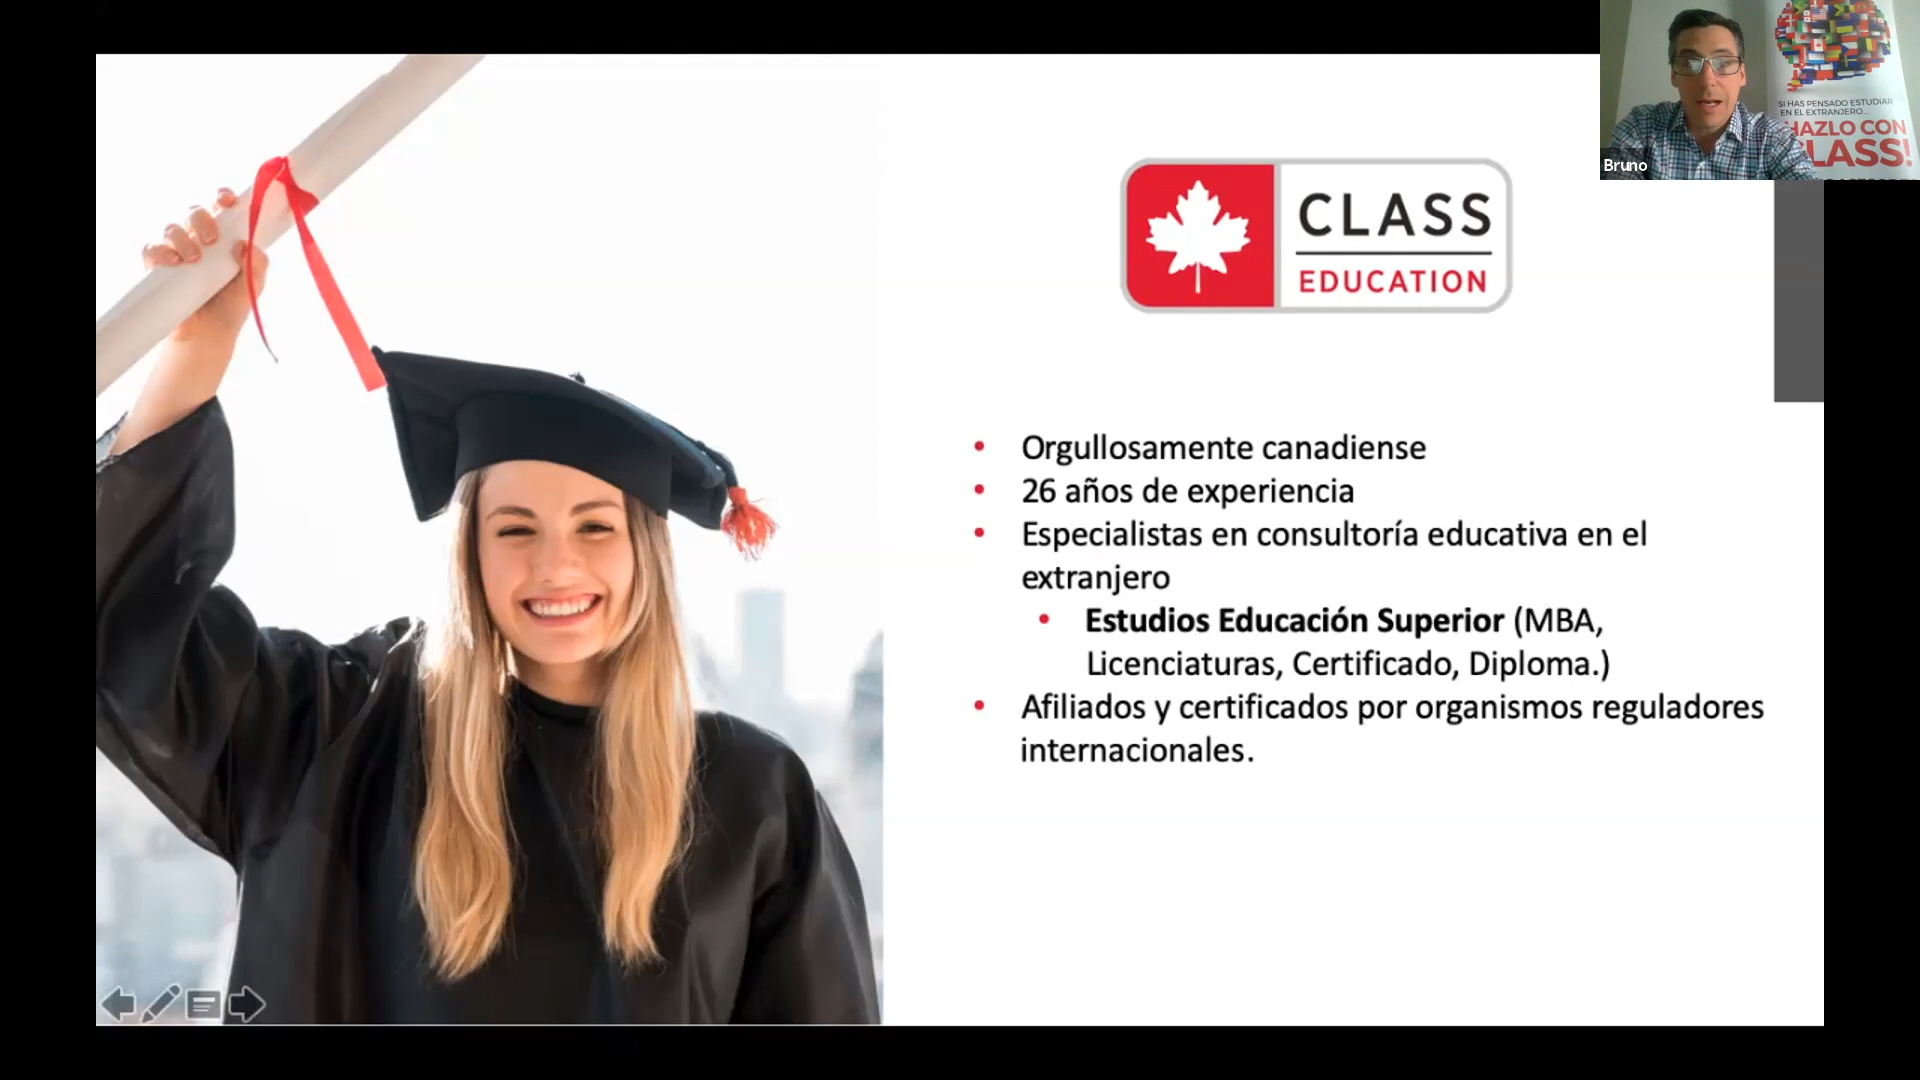 SI HAS PENSADO ESTUDIAR
EN EL EXTRANJERO...
HAZLO CON
CLASS!
Bruno
CLASS
EDUCATION
• Orgullosamente canadiense
• 26 años de experiencia
• Especialistas en consultoría educativa en el
extranjero
• Estudios Educación Superior (MBA,
Licenciaturas, Certificado, Diploma.)
• Afiliados y certificados por organismos reguladores
internacionales.